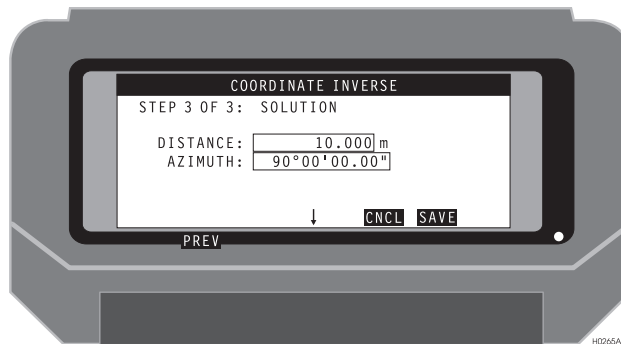 COORDINATE INVERSE
STEP 3 OF 3: SOLUTION
DISTANCE: 10.000 m
AZIMUTH: 90°00'00.00"
↓ CNCL SAVE
PREV
H0265A